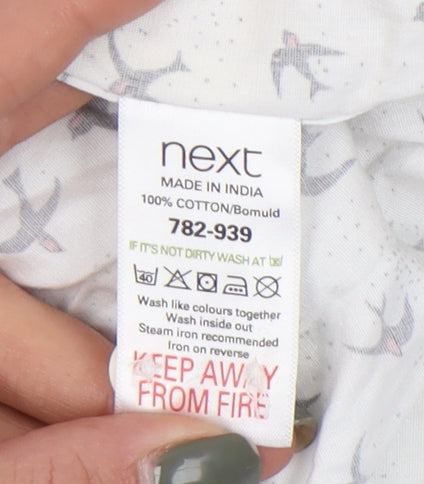 next
MADE IN INDIA
100% COTTON/Bomuld
782-939
IF IT'S NOT DIRTY WASH AT
40
Wash like colours together
Wash inside out
Steam iron recommended
Iron on reverse
KEEP AWAY
FROM FIRE